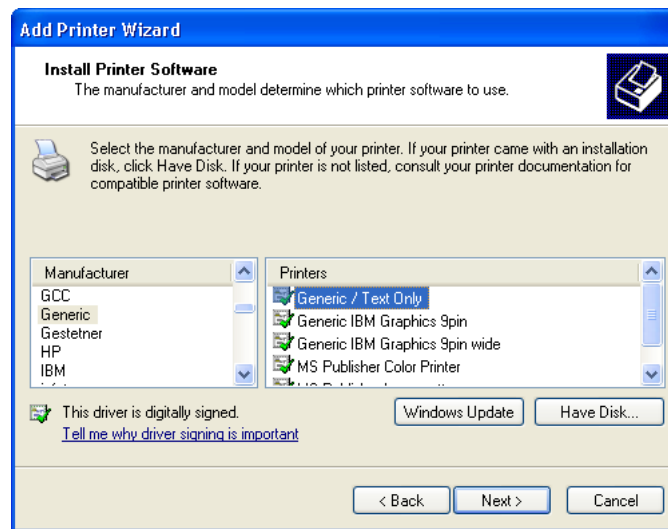 Add Printer Wizard
Install Printer Software
The manufacturer and model determine which printer software to use.
Select the manufacturer and model of your printer. If your printer came with an installation
disk, click Have Disk. If your printer is not listed, consult your printer documentation for
compatible printer software.
Manufacturer
GCC
Generic
Gestetner
HP
IBM
Printers
Generic / Text Only
Generic IBM Graphics 9pin
Generic IBM Graphics 9pin wide
MS Publisher Color Printer
This driver is digitally signed.
Tell me why driver signing is important
Windows Update
Have Disk...
< Back
Next >
Cancel